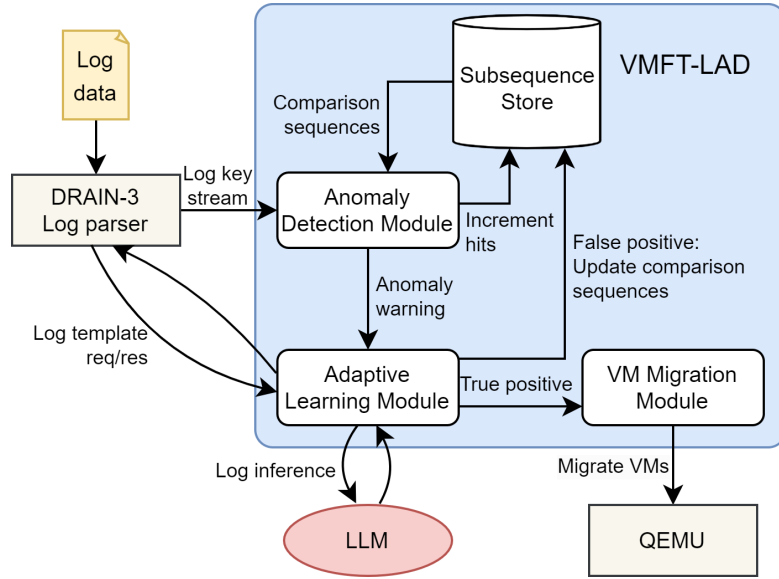 Log
data
Subsequence
Store
VMFT-LAD
Comparison
sequences
DRAIN-3
Log parser
Log key
stream
Anomaly
Detection Module
Increment
hits
False positive:
Update comparison
sequences
Anomaly
warning
Log template
req/res
Adaptive
Learning Module
True positive
VM Migration
Module
Log inference
Migrate VMs
LLM
QEMU